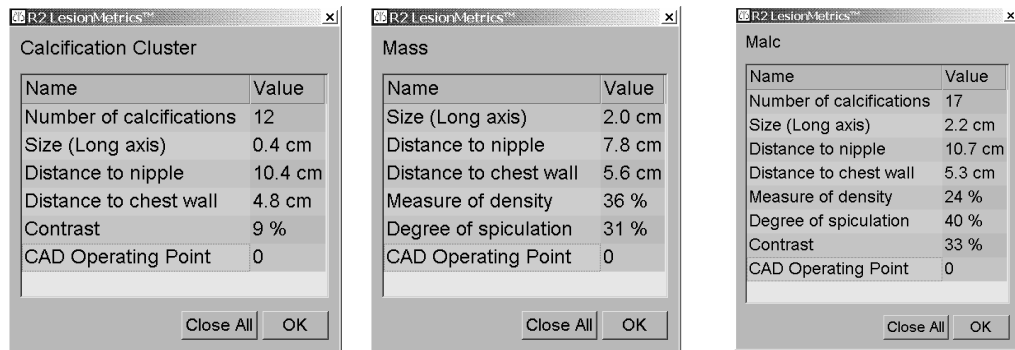 R2 LesionMetrics™
Calcification Cluster
Name Value
Number of calcifications 12
Size (Long axis) 0.4 cm
Distance to nipple 10.4 cm
Distance to chest wall 4.8 cm
Contrast 9 %
CAD Operating Point 0
Close All OK
R2 LesionMetrics™
Mass
Name Value
Size (Long axis) 2.0 cm
Distance to nipple 7.8 cm
Distance to chest wall 5.6 cm
Measure of density 36 %
Degree of spiculation 31 %
CAD Operating Point 0
Close All OK
R2 LesionMetrics™
Malc
Name Value
Number of calcifications 17
Size (Long axis) 2.2 cm
Distance to nipple 10.7 cm
Distance to chest wall 5.3 cm
Measure of density 24 %
Degree of spiculation 40 %
Contrast 33 %
CAD Operating Point 0
Close All OK